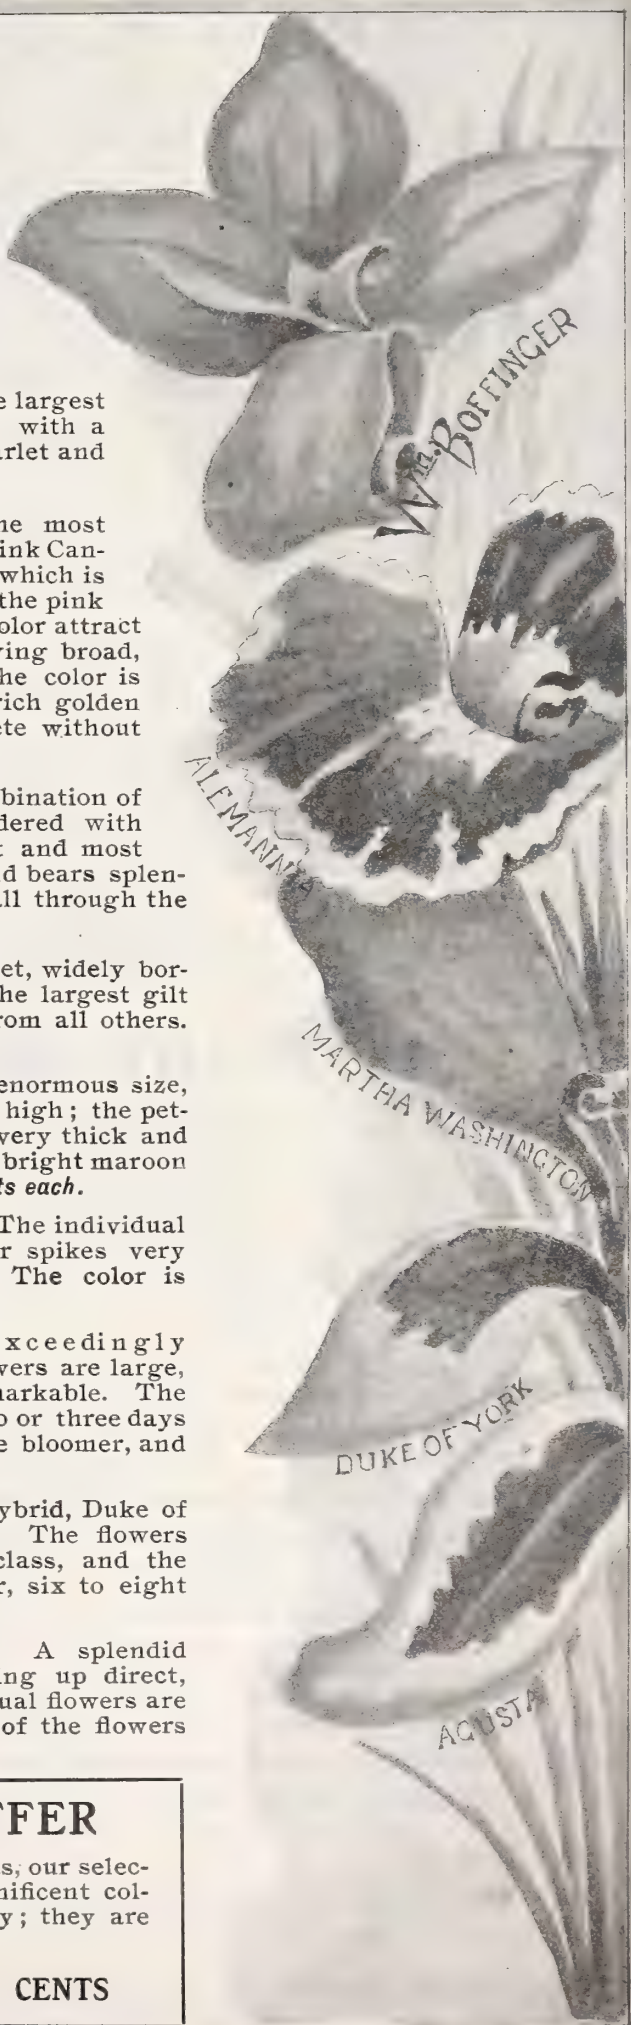 e largest
with a
rlet and
ne most
ink Can-
which is
the pink
olor attract
ring broad,
he color is
rich golden
ete without
bination of
dered with
t and most
d bears splen-
all through the
et, widely bor-
he largest gilt
rom all others.
enormous size,
high; the pet-
very thick and
bright maroon
ts each.
The individual
r spikes very
The color is
xceedingly
wers are large,
narkable. The
o or three days
e bloomer, and
ybrid, Duke of
The flowers
class, and the
r, six to eight
A splendid
ing up direct,
ual flowers are
of the flowers
FFER
s, our selec-
nificent col-
y; they are
CENTS
Wm. BOFFINGER
ALEMANNIA
MARTHA WASHINGTON
DUKE OF YORK
AGUSTA